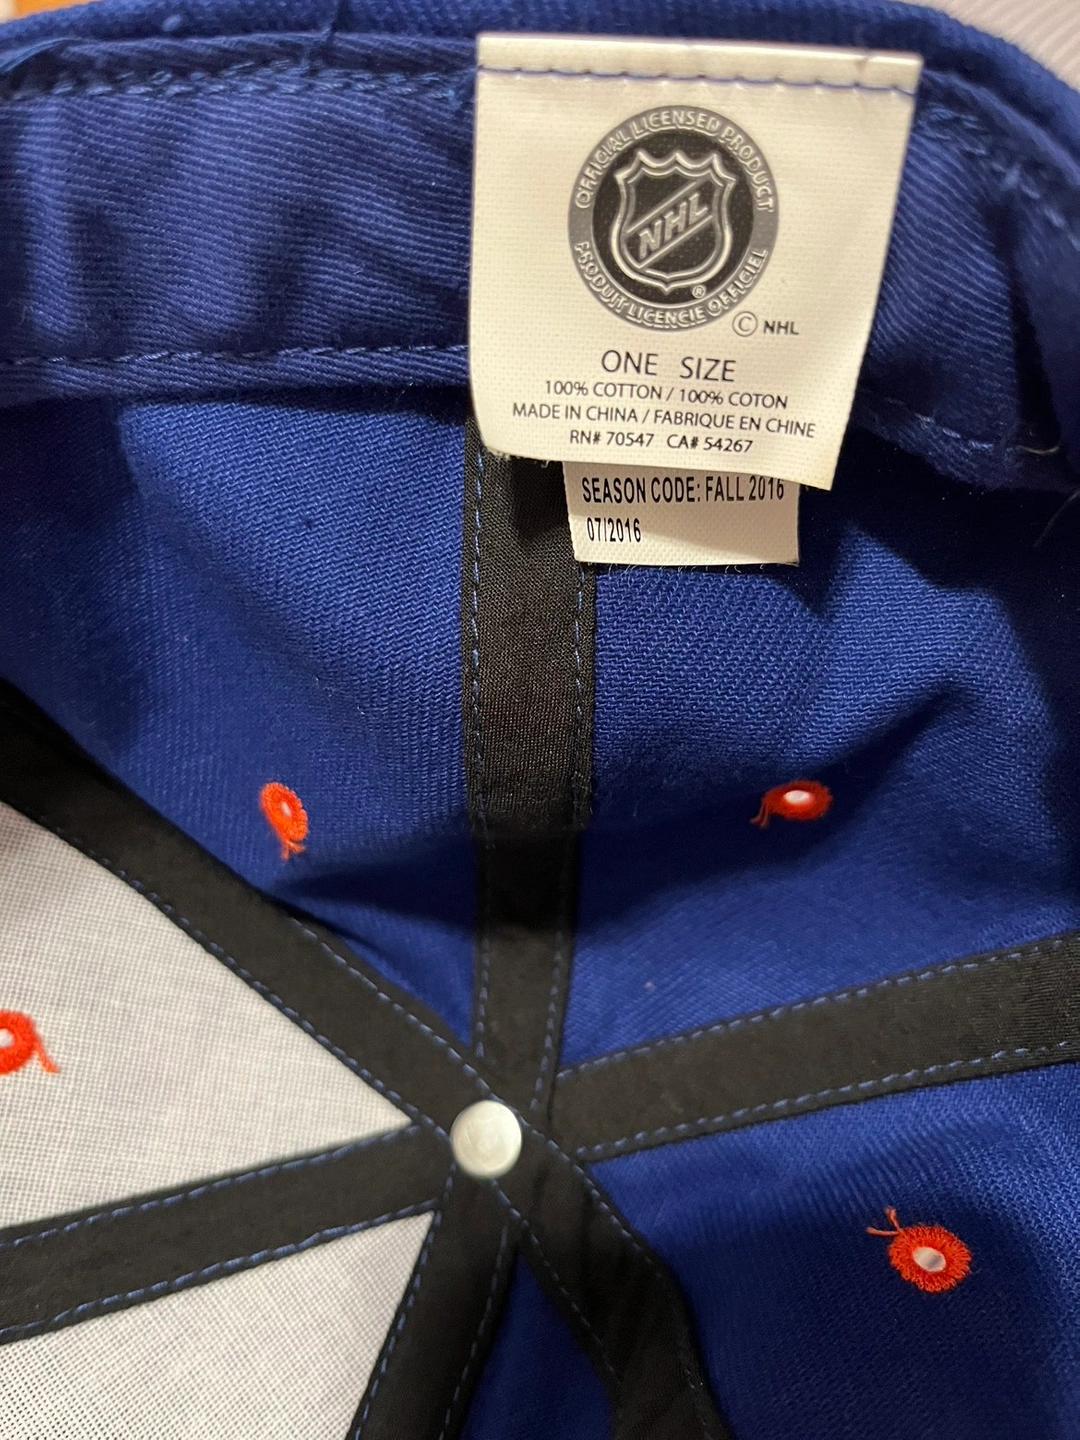 OFFICIAL LICENSED PRODUCT
NHL
PRODUIT LICENCIE OFFICIEL
®
© NHL
ONE SIZE
100% COTTON / 100% COTON
MADE IN CHINA / FABRIQUE EN CHINE
RN# 70547 CA# 54267
SEASON CODE: FALL 2016
07/2016